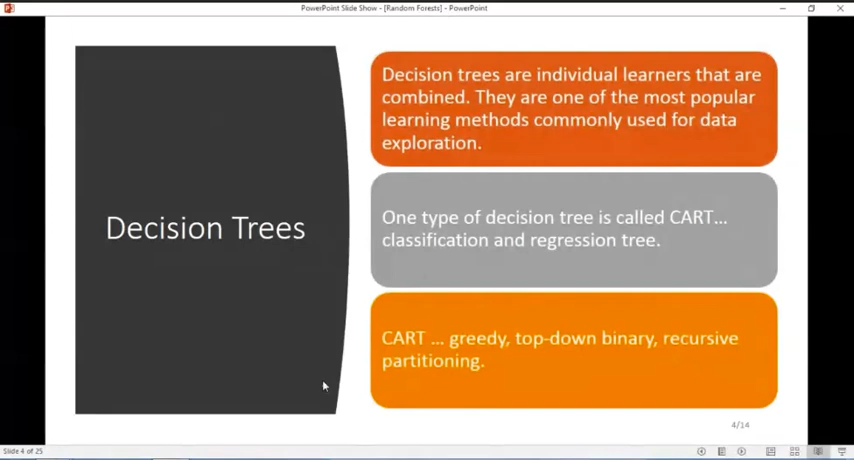 PowerPoint Slide Show - [Random Forests] - PowerPoint
Decision Trees
Decision trees are individual learners that are
combined. They are one of the most popular
learning methods commonly used for data
exploration.
One type of decision tree is called CART…
classification and regression tree.
CART … greedy, top-down binary, recursive
partitioning.
4/14
Slide 4 of 25